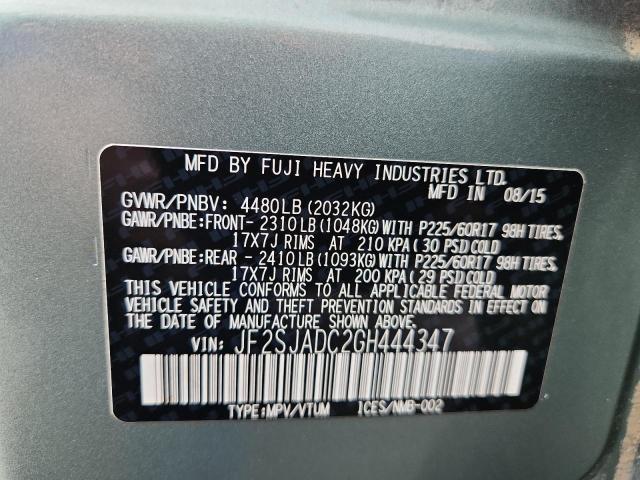 MFD BY FUJI HEAVY INDUSTRIES LTD.
MFD IN 08/15
GVWR/PNBV: 4480LB (2032KG)
GAWR/PNBE:FRONT- 2310LB (1048KG)WITH P225/60R17 98H TIRES,
17X7J RIMS AT 210 KPA (30 PSI)COLD
GAWR/PNBE:REAR - 2410LB (1093KG)WITH P225/60R17 98H TIRES,
17X7J RIMS AT 200 KPA (29 PSI)COLD
THIS VEHICLE CONFORMS TO ALL APPLICABLE FEDERAL MOTOR
VEHICLE SAFETY AND THEFT PREVENTION STANDARDS IN EFFECT ON
THE DATE OF MANUFACTURE SHOWN ABOVE.
VIN: JF2SJADC2GH444347
TYPE:MPV/VTUM ICES/NMB-002